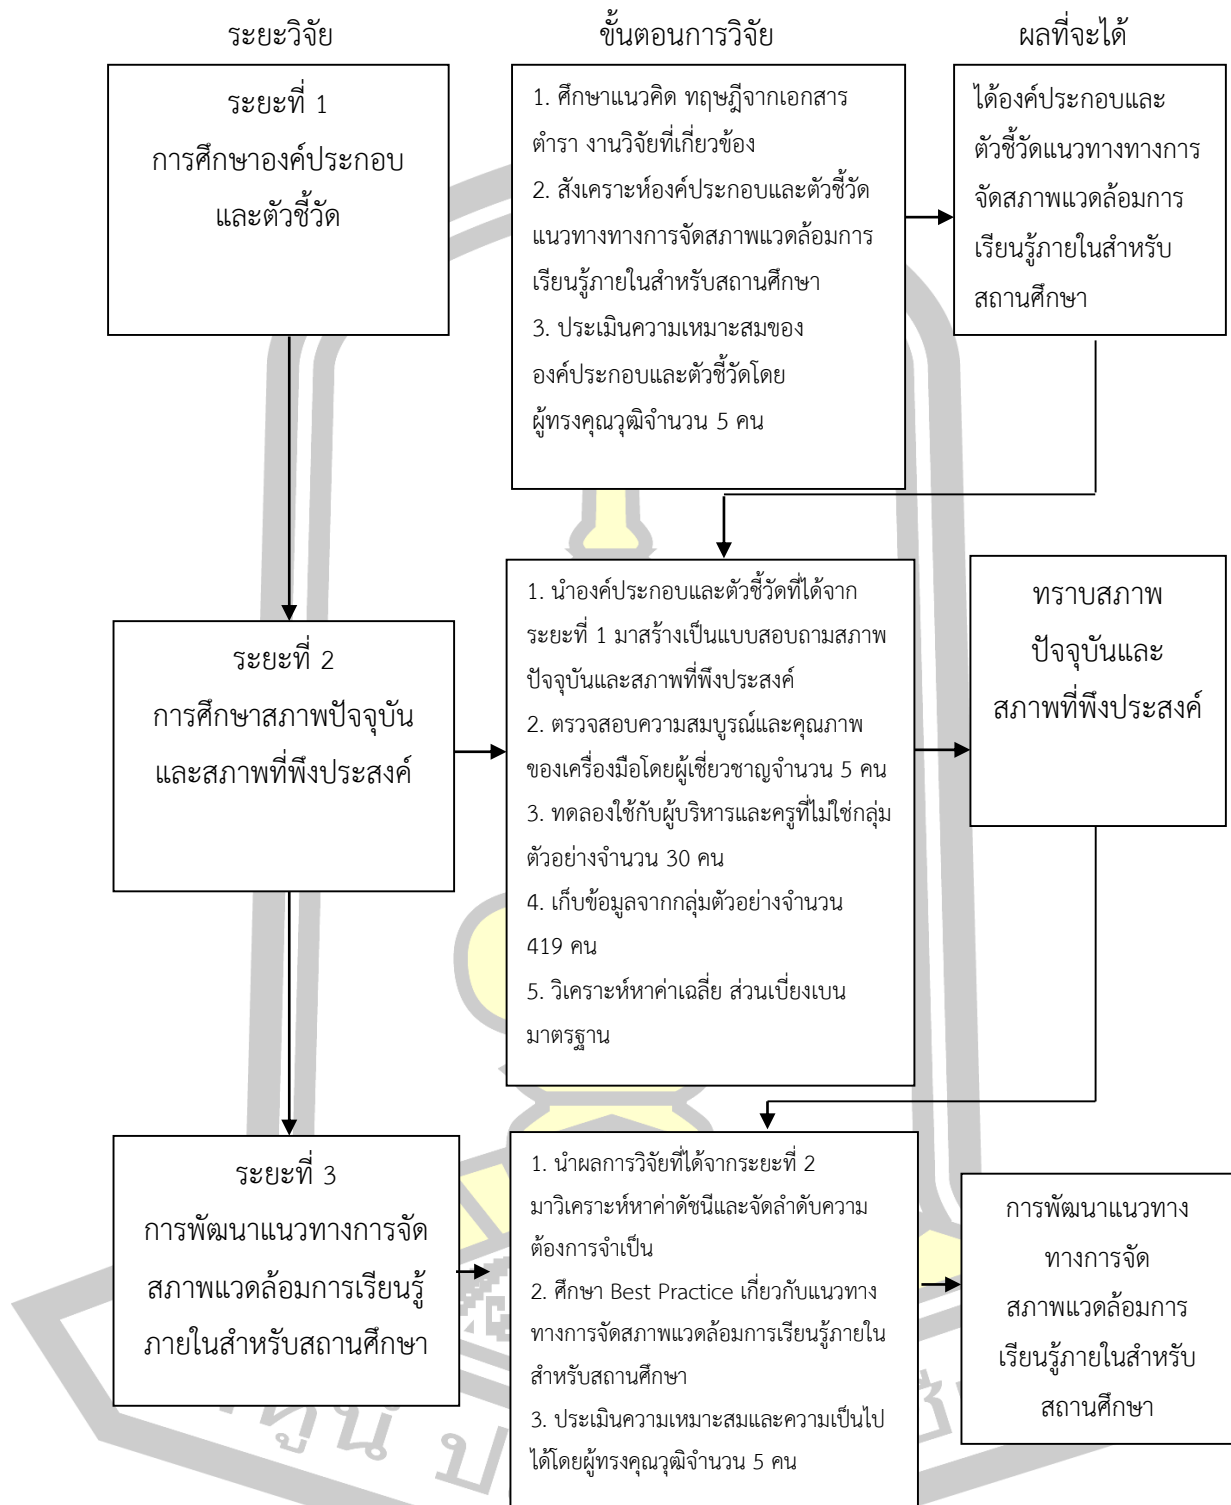 ระยะวิจัย
ขั้นตอนการวิจัย
ผลที่จะได้
ระยะที่ 1
การศึกษาองค์ประกอบ
และตัวชี้วัด
1. ศึกษาแนวคิด ทฤษฎีจากเอกสาร
ตำรา งานวิจัยที่เกี่ยวข้อง
2. สังเคราะห์องค์ประกอบและตัวชี้วัด
แนวทางทางการจัดสภาพแวดล้อมการ
เรียนรู้ภายในสำหรับสถานศึกษา
3. ประเมินความเหมาะสมของ
องค์ประกอบและตัวชี้วัดโดย
ผู้ทรงคุณวุฒิจำนวน 5 คน
ได้องค์ประกอบและ
ตัวชี้วัดแนวทางทางการ
จัดสภาพแวดล้อมการ
เรียนรู้ภายในสำหรับ
สถานศึกษา
ระยะที่ 2
การศึกษาสภาพปัจจุบัน
และสภาพที่พึงประสงค์
1. นำองค์ประกอบและตัวชี้วัดที่ได้จาก
ระยะที่ 1 มาสร้างเป็นแบบสอบถามสภาพ
ปัจจุบันและสภาพที่พึงประสงค์
2. ตรวจสอบความสมบูรณ์และคุณภาพ
ของเครื่องมือโดยผู้เชี่ยวชาญจำนวน 5 คน
3. ทดลองใช้กับผู้บริหารและครูที่ไม่ใช่กลุ่ม
ตัวอย่างจำนวน 30 คน
4. เก็บข้อมูลจากกลุ่มตัวอย่างจำนวน
419 คน
5. วิเคราะห์หาค่าเฉลี่ย ส่วนเบี่ยงเบน
มาตรฐาน
ทราบสภาพ
ปัจจุบันและ
สภาพที่พึงประสงค์
ระยะที่ 3
การพัฒนาแนวทางการจัด
สภาพแวดล้อมการเรียนรู้
ภายในสำหรับสถานศึกษา
1. นำผลการวิจัยที่ได้จากระยะที่ 2
มาวิเคราะห์หาค่าดัชนีและจัดลำดับความ
ต้องการจำเป็น
2. ศึกษา Best Practice เกี่ยวกับแนวทาง
ทางการจัดสภาพแวดล้อมการเรียนรู้ภายใน
สำหรับสถานศึกษา
3. ประเมินความเหมาะสมและความเป็นไป
ได้โดยผู้ทรงคุณวุฒิจำนวน 5 คน
การพัฒนาแนวทาง
ทางการจัด
สภาพแวดล้อมการ
เรียนรู้ภายในสำหรับ
สถานศึกษา